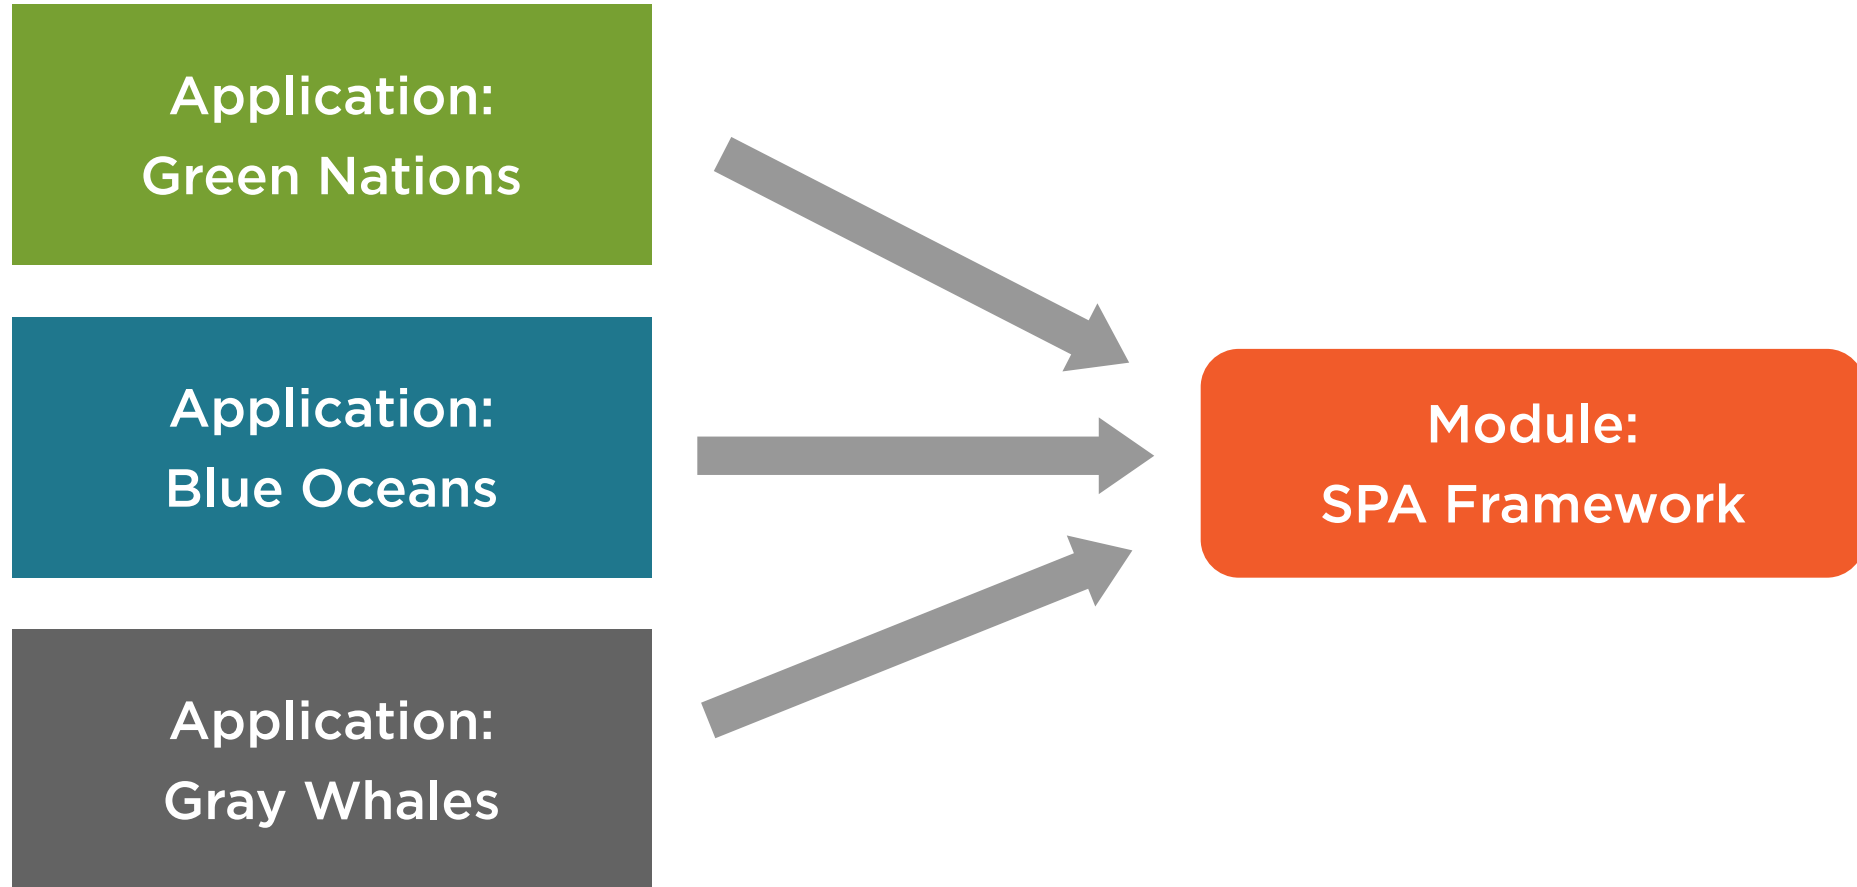 Application:
Green Nations
Application:
Blue Oceans
Application:
Gray Whales
Module:
SPA Framework